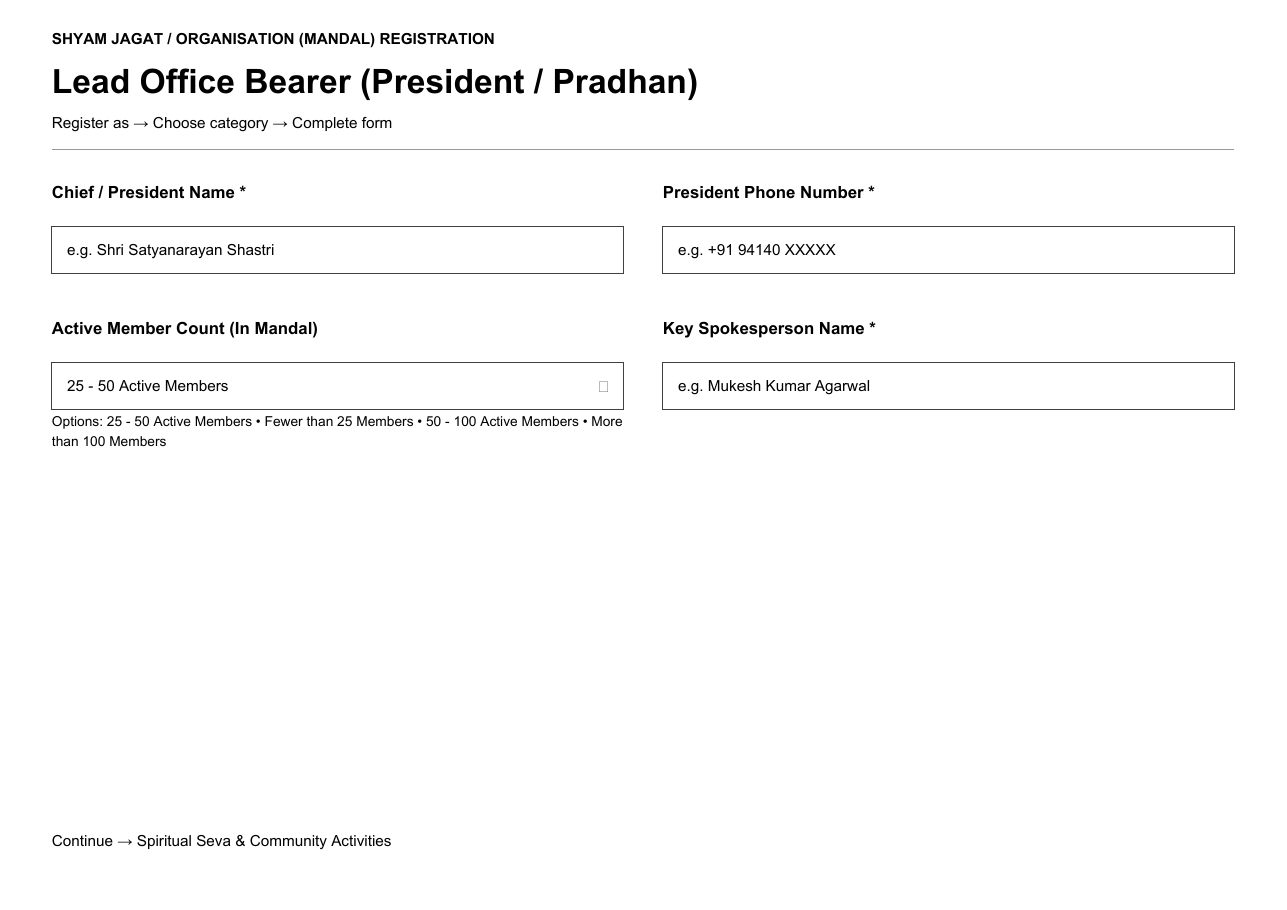 SHYAM JAGAT / ORGANISATION (MANDAL) REGISTRATION
Lead Office Bearer (President / Pradhan)
Register as → Choose category → Complete form
Chief / President Name *
President Phone Number *
e.g. Shri Satyanarayan Shastri
e.g. +91 94140 XXXXX
Active Member Count (In Mandal)
Key Spokesperson Name *
25 - 50 Active Members
e.g. Mukesh Kumar Agarwal
Options: 25 - 50 Active Members • Fewer than 25 Members • 50 - 100 Active Members • More
than 100 Members
Continue → Spiritual Seva & Community Activities